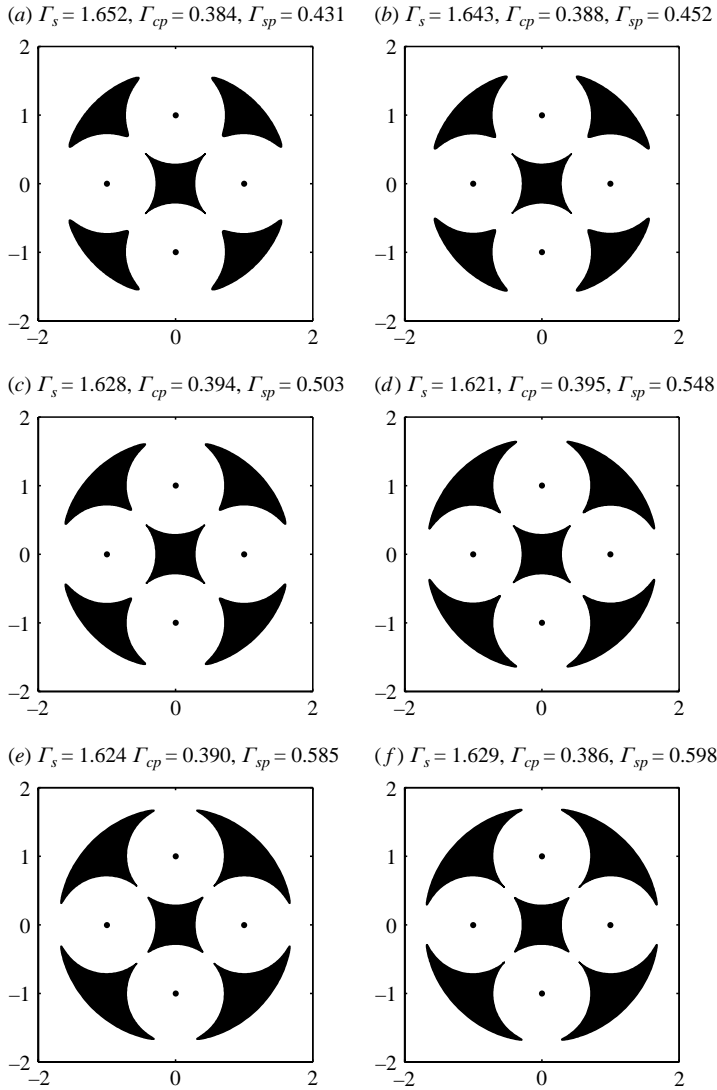 (a) Γs = 1.652, Γcp = 0.384, Γsp = 0.431
(b) Γs = 1.643, Γcp = 0.388, Γsp = 0.452
2
1
0
–1
–2
–2 0 2
2
1
0
–1
–2
–2 0 2
(c) Γs = 1.628, Γcp = 0.394, Γsp = 0.503
(d) Γs = 1.621, Γcp = 0.395, Γsp = 0.548
2
1
0
–1
–2
–2 0 2
2
1
0
–1
–2
–2 0 2
(e) Γs = 1.624 Γcp = 0.390, Γsp = 0.585
(f) Γs = 1.629, Γcp = 0.386, Γsp = 0.598
2
1
0
–1
–2
–2 0 2
2
1
0
–1
–2
–2 0 2